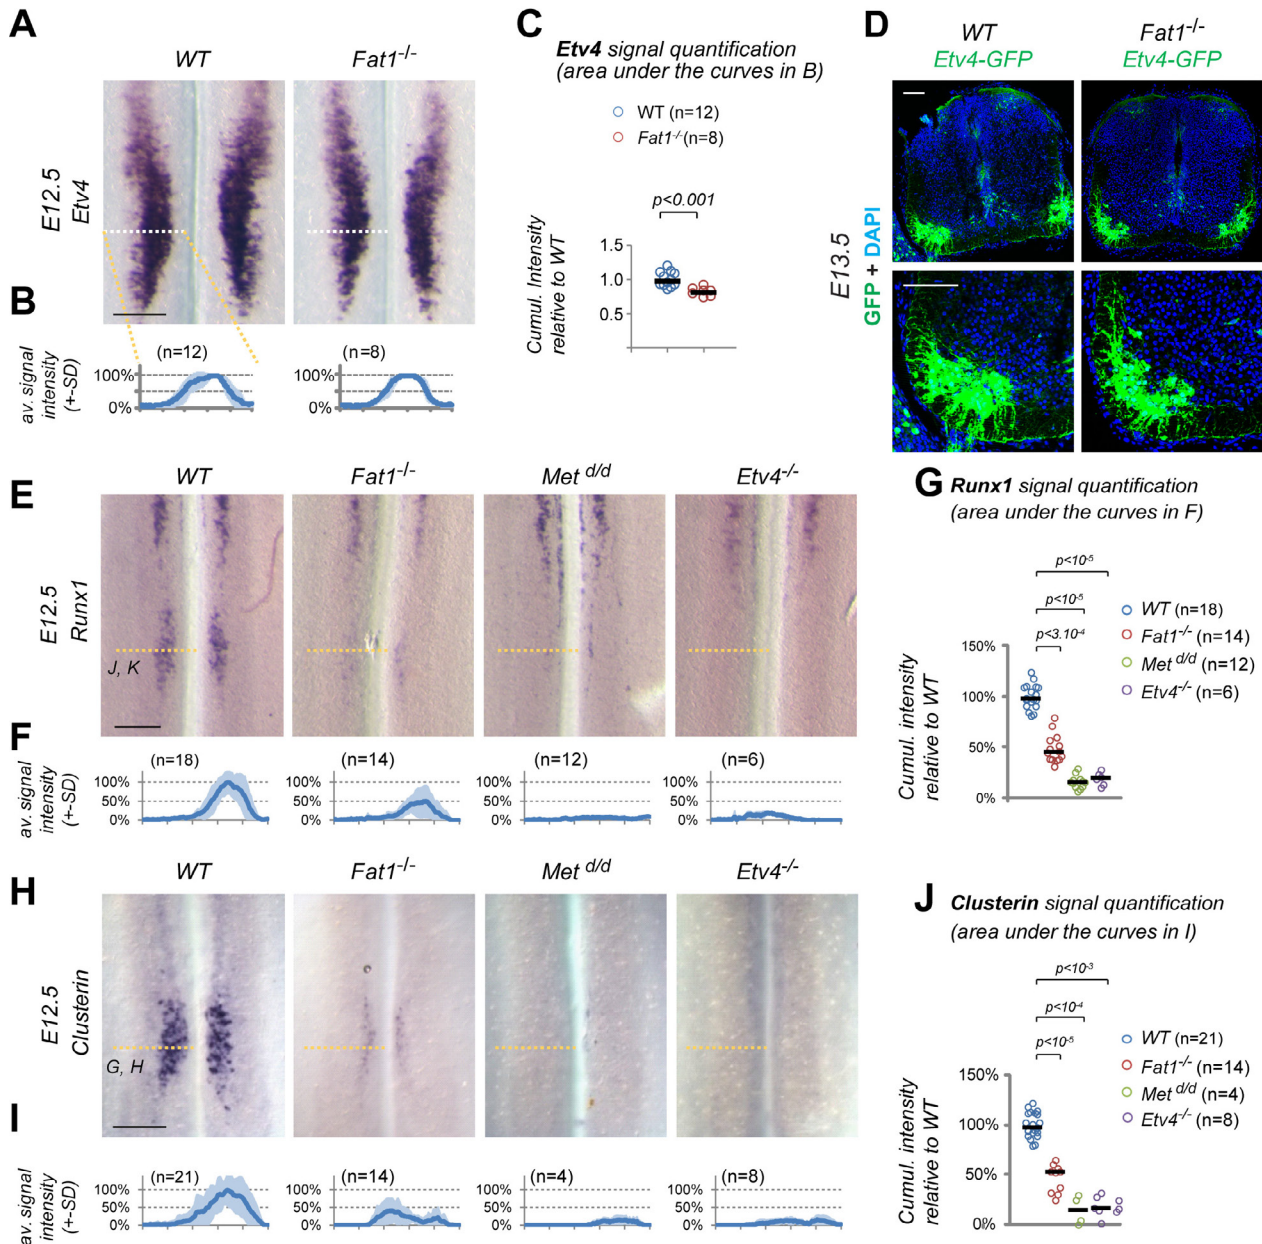 A
WT
Fat1-/-
E12.5
Etv4
B
(n=12)
(n=8)
av. signal
intensity
(+-SD)
100%
0%
100%
0%
C
Etv4 signal quantification
(area under the curves in B)
WT (n=12)
Fat1-/-(n=8)
p<0.001
Cumul. Intensity
relative to WT
1.5
1.0
0.5
D
WT
Etv4-GFP
Fat1-/-
Etv4-GFP
E13.5
GFP + DAPI
E
WT
Fat1-/-
Met d/d
Etv4-/-
E12.5
Runx1
J, K
F
(n=18)
(n=14)
(n=12)
(n=6)
av. signal
intensity
(+-SD)
100%
50%
0%
100%
50%
0%
100%
50%
0%
100%
50%
0%
G
Runx1 signal quantification
(area under the curves in F)
p<10-5
p<10-5
p<3.10-4
WT (n=18)
Fat1-/- (n=14)
Met d/d (n=12)
Etv4-/- (n=6)
Cumul. intensity
relative to WT
150%
100%
50%
0%
H
WT
Fat1-/-
Met d/d
Etv4-/-
E12.5
Clusterin
G, H
I
(n=21)
(n=14)
(n=4)
(n=8)
av. signal
intensity
(+-SD)
100%
50%
0%
100%
50%
0%
100%
50%
0%
100%
50%
0%
J
Clusterin signal quantification
(area under the curves in I)
p<10-3
p<10-4
p<10-5
WT (n=21)
Fat1-/- (n=14)
Met d/d (n=4)
Etv4-/- (n=8)
Cumul. intensity
relative to WT
150%
100%
50%
0%